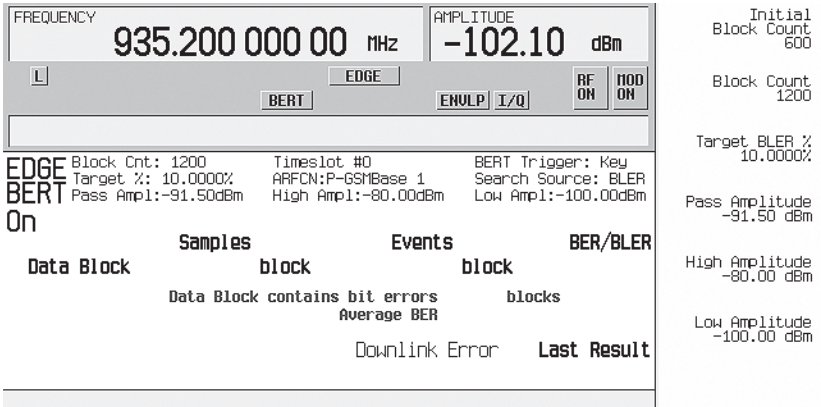 FREQUENCY
935.200 000 00 MHz
AMPLITUDE
-102.10 dBm
L
EDGE
BERT
ENVLP
I/Q
RF
ON
MOD
ON
EDGE
BERT
On
Block Cnt: 1200
Timeslot #0
BERT Trigger: Key
Target %: 10.0000%
ARFCN:P-GSMBase 1
Search Source: BLER
Pass Ampl:-91.50dBm
High Ampl:-80.00dBm
Low Ampl:-100.00dBm
Samples
Events
BER/BLER
Data Block
block
block
Data Block contains bit errors
blocks
Average BER
Downlink Error
Last Result
Initial
Block Count
600
Block Count
1200
Target BLER %
10.0000%
Pass Amplitude
-91.50 dBm
High Amplitude
-80.00 dBm
Low Amplitude
-100.00 dBm